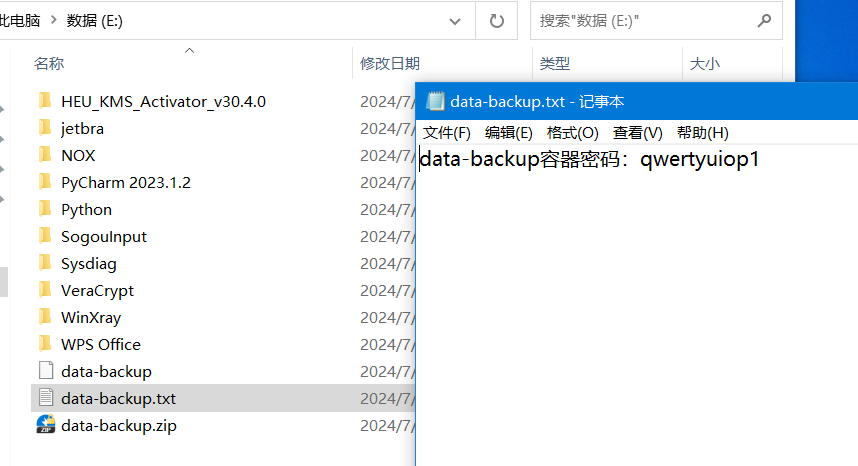 此电脑 > 数据 (E:)
搜索"数据 (E:)"
名称 修改日期 类型 大小
HEU_KMS_Activator_v30.4.0 2024/7/
jetbra 2024/7/
NOX 2024/7/
PyCharm 2023.1.2 2024/7/
Python 2024/7/
SogouInput 2024/7/
Sysdiag 2024/7/
VeraCrypt 2024/7/
WinXray 2024/7/
WPS Office 2024/7/
data-backup 2024/7/
data-backup.txt 2024/7/
data-backup.zip 2024/7/
data-backup.txt - 记事本
文件(F) 编辑(E) 格式(O) 查看(V) 帮助(H)
data-backup容器密码：qwertyuiop1